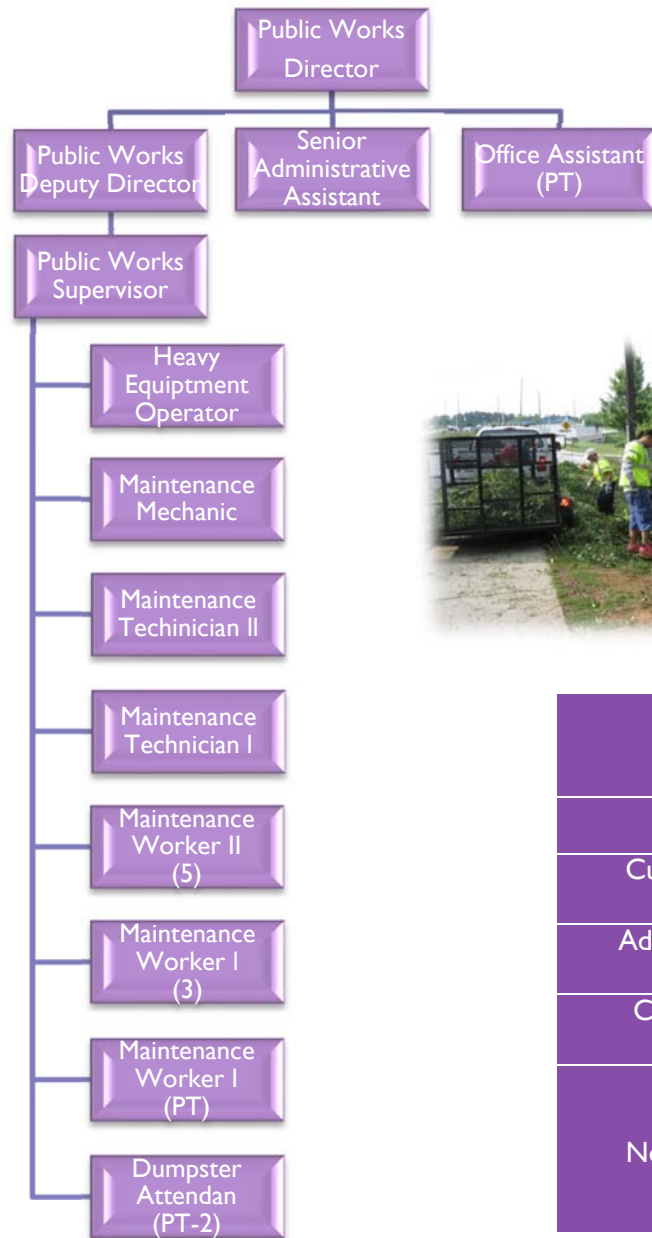 Public Works
Director
Public Works
Deputy Director
Senior
Administrative
Assistant
Office Assistant
(PT)
Public Works
Supervisor
Heavy
Equiptment
Operator
Maintenance
Mechanic
Maintenance
Techinician II
Maintenance
Technician I
Maintenance
Worker II
(5)
Maintenance
Worker I
(3)
Maintenance
Worker I
(PT)
Dumpster
Attendan
(PT-2)